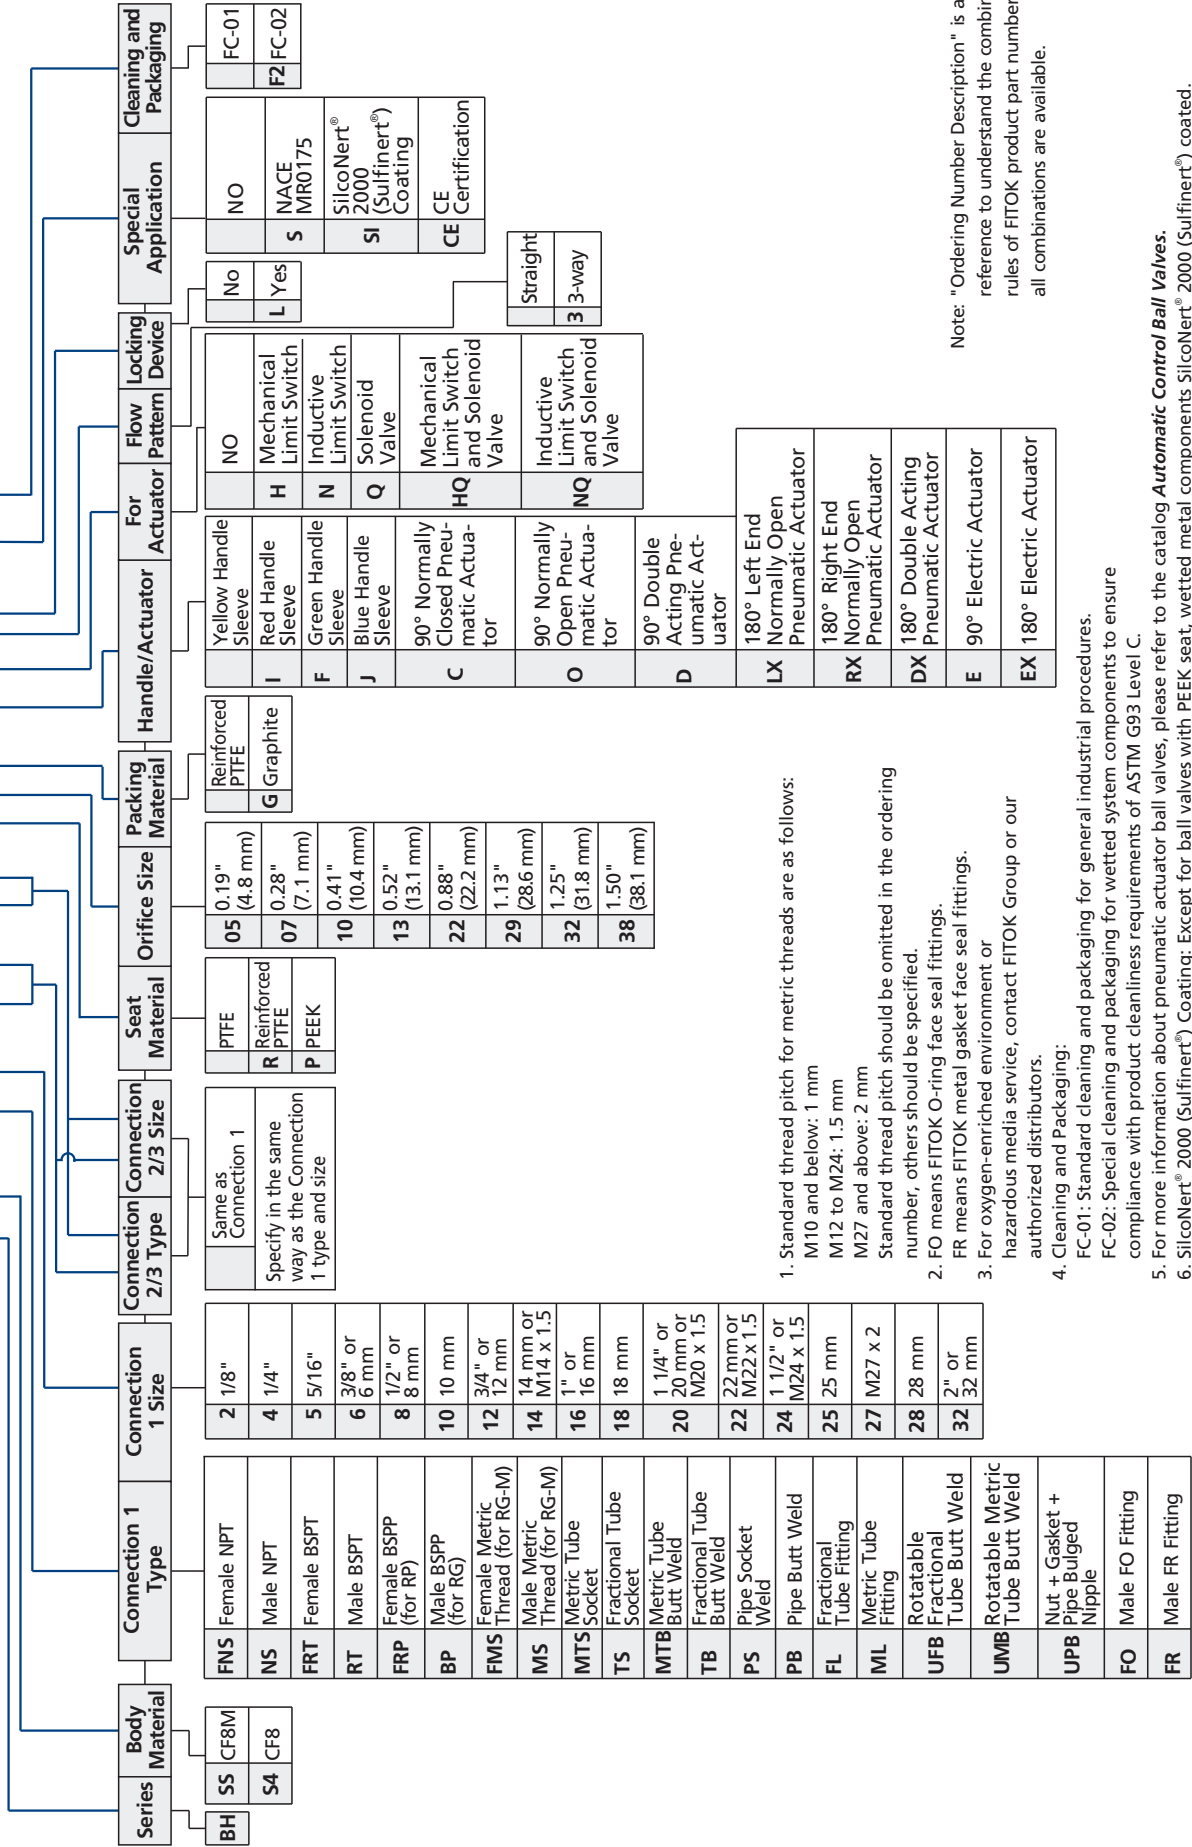 Series
Body
Material
Connection 1
Type
Connection
1 Size
Connection
2/3 Type
Connection
2/3 Size
Seat
Material
Orifice Size
Packing
Material
Handle/Actuator
For
Actuator
Flow
Pattern
Locking
Device
Special
Application
Cleaning and
Packaging
BH
SS CF8M
S4 CF8
FNS Female NPT
NS Male NPT
FRT Female BSPT
RT Male BSPT
FRP Female BSPP
(for RP)
BP Male BSPP
(for RG)
FMS Female Metric
Thread (for RG-M)
MS Male Metric
Thread (for RG-M)
MTS Metric Tube
Socket
TS Fractional Tube
Socket
MTB Metric Tube
Butt Weld
TB Fractional Tube
Butt Weld
PS Pipe Socket
Weld
PB Pipe Butt Weld
FL Fractional
Tube Fitting
ML Metric Tube
Fitting
UFB Rotatable
Fractional
Tube Butt Weld
UMB Rotatable Metric
Tube Butt Weld
UPB Nut + Gasket +
Pipe Bulged
Nipple
FO Male FO Fitting
FR Male FR Fitting
2 1/8"
4 1/4"
5 5/16"
6 3/8" or
6 mm
8 1/2" or
8 mm
10 10 mm
12 3/4" or
12 mm
14 14 mm or
M14 x 1.5
16 1" or
16 mm
18 18 mm
20 1 1/4" or
20 mm or
M20 x 1.5
22 22 mm or
M22 x 1.5
24 1 1/2" or
M24 x 1.5
25 25 mm
27 M27 x 2
28 28 mm
32 2" or
32 mm
Same as
Connection 1
Specify in the same
way as the Connection
1 type and size
PTFE
R Reinforced
PTFE
P PEEK
05 0.19"
(4.8 mm)
07 0.28"
(7.1 mm)
10 0.41"
(10.4 mm)
13 0.52"
(13.1 mm)
22 0.88"
(22.2 mm)
29 1.13"
(28.6 mm)
32 1.25"
(31.8 mm)
38 1.50"
(38.1 mm)
Reinforced
PTFE
G Graphite
Yellow Handle
Sleeve
I Red Handle
Sleeve
F Green Handle
Sleeve
J Blue Handle
Sleeve
C 90° Normally
Closed Pneu-
matic Actua-
tor
O 90° Normally
Open Pneu-
matic Actua-
tor
D 90° Double
Acting Pne-
umatic Act-
uator
LX 180° Left End
Normally Open
Pneumatic Actuator
RX 180° Right End
Normally Open
Pneumatic Actuator
DX 180° Double Acting
Pneumatic Actuator
E 90° Electric Actuator
EX 180° Electric Actuator
NO
H Mechanical
Limit Switch
N Inductive
Limit Switch
Q Solenoid
Valve
HQ Mechanical
Limit Switch
and Solenoid
Valve
NQ Inductive
Limit Switch
and Solenoid
Valve
Straight
3 3-way
No
L Yes
NO
S NACE
MR0175
SI SilcoNert®
2000
(Sulfinert®)
Coating
CE CE
Certification
FC-01
F2 FC-02
1. Standard thread pitch for metric threads are as follows:
M10 and below: 1 mm
M12 to M24: 1.5 mm
M27 and above: 2 mm
Standard thread pitch should be omitted in the ordering
number, others should be specified.
2. FO means FITOK O-ring face seal fittings.
FR means FITOK metal gasket face seal fittings.
3. For oxygen-enriched environment or
hazardous media service, contact FITOK Group or our
authorized distributors.
4. Cleaning and Packaging:
FC-01: Standard cleaning and packaging for general industrial procedures.
FC-02: Special cleaning and packaging for wetted system components to ensure
compliance with product cleanliness requirements of ASTM G93 Level C.
5. For more information about pneumatic actuator ball valves, please refer to the catalog Automatic Control Ball Valves.
6. SilcoNert® 2000 (Sulfinert®) Coating: Except for ball valves with PEEK seat, wetted metal components SilcoNert® 2000 (Sulfinert®) coated.
Note: "Ordering Number Description" is a
reference to understand the combin
rules of FITOK product part number
all combinations are available.